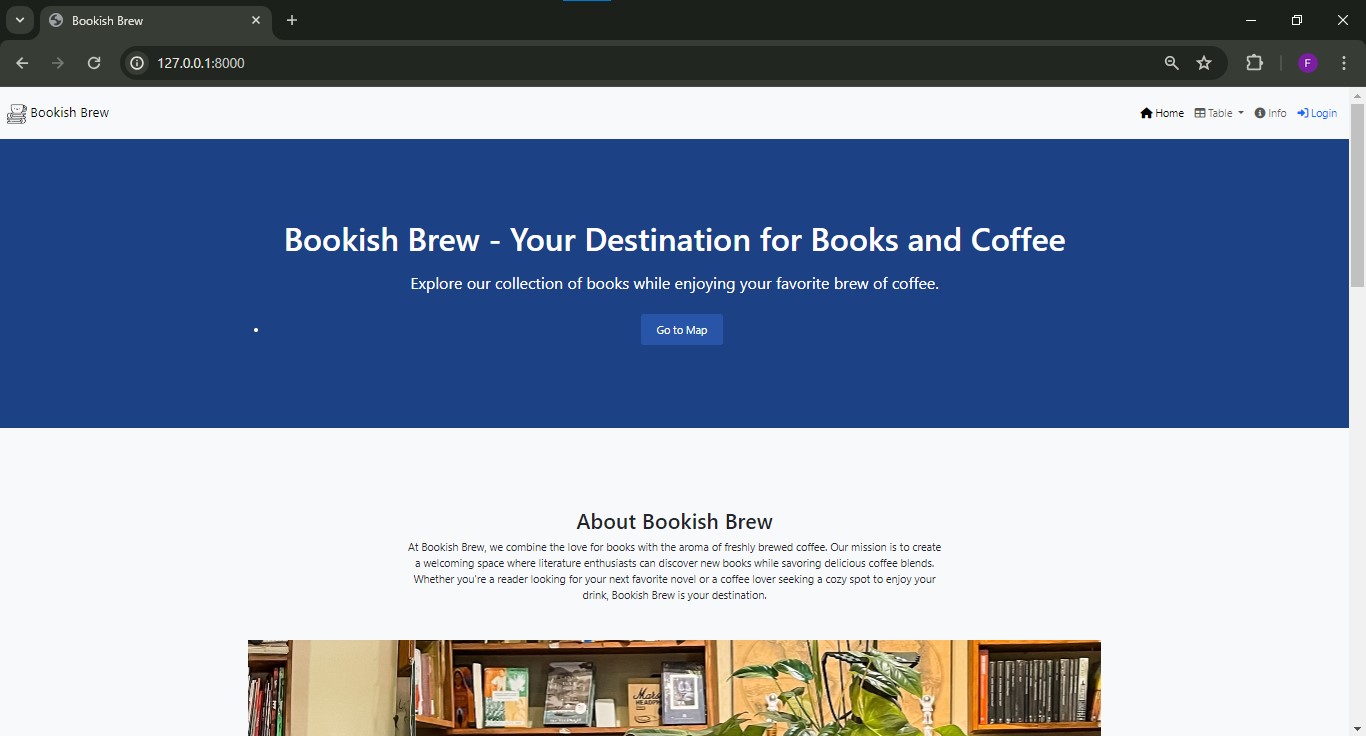 Bookish Brew
127.0.0.1:8000
F
Bookish Brew
Home
Table
Info
Login
Bookish Brew - Your Destination for Books and Coffee
Explore our collection of books while enjoying your favorite brew of coffee.
Go to Map
About Bookish Brew
At Bookish Brew, we combine the love for books with the aroma of freshly brewed coffee. Our mission is to create
a welcoming space where literature enthusiasts can discover new books while savoring delicious coffee blends.
Whether you're a reader looking for your next favorite novel or a coffee lover seeking a cozy spot to enjoy your
drink, Bookish Brew is your destination.